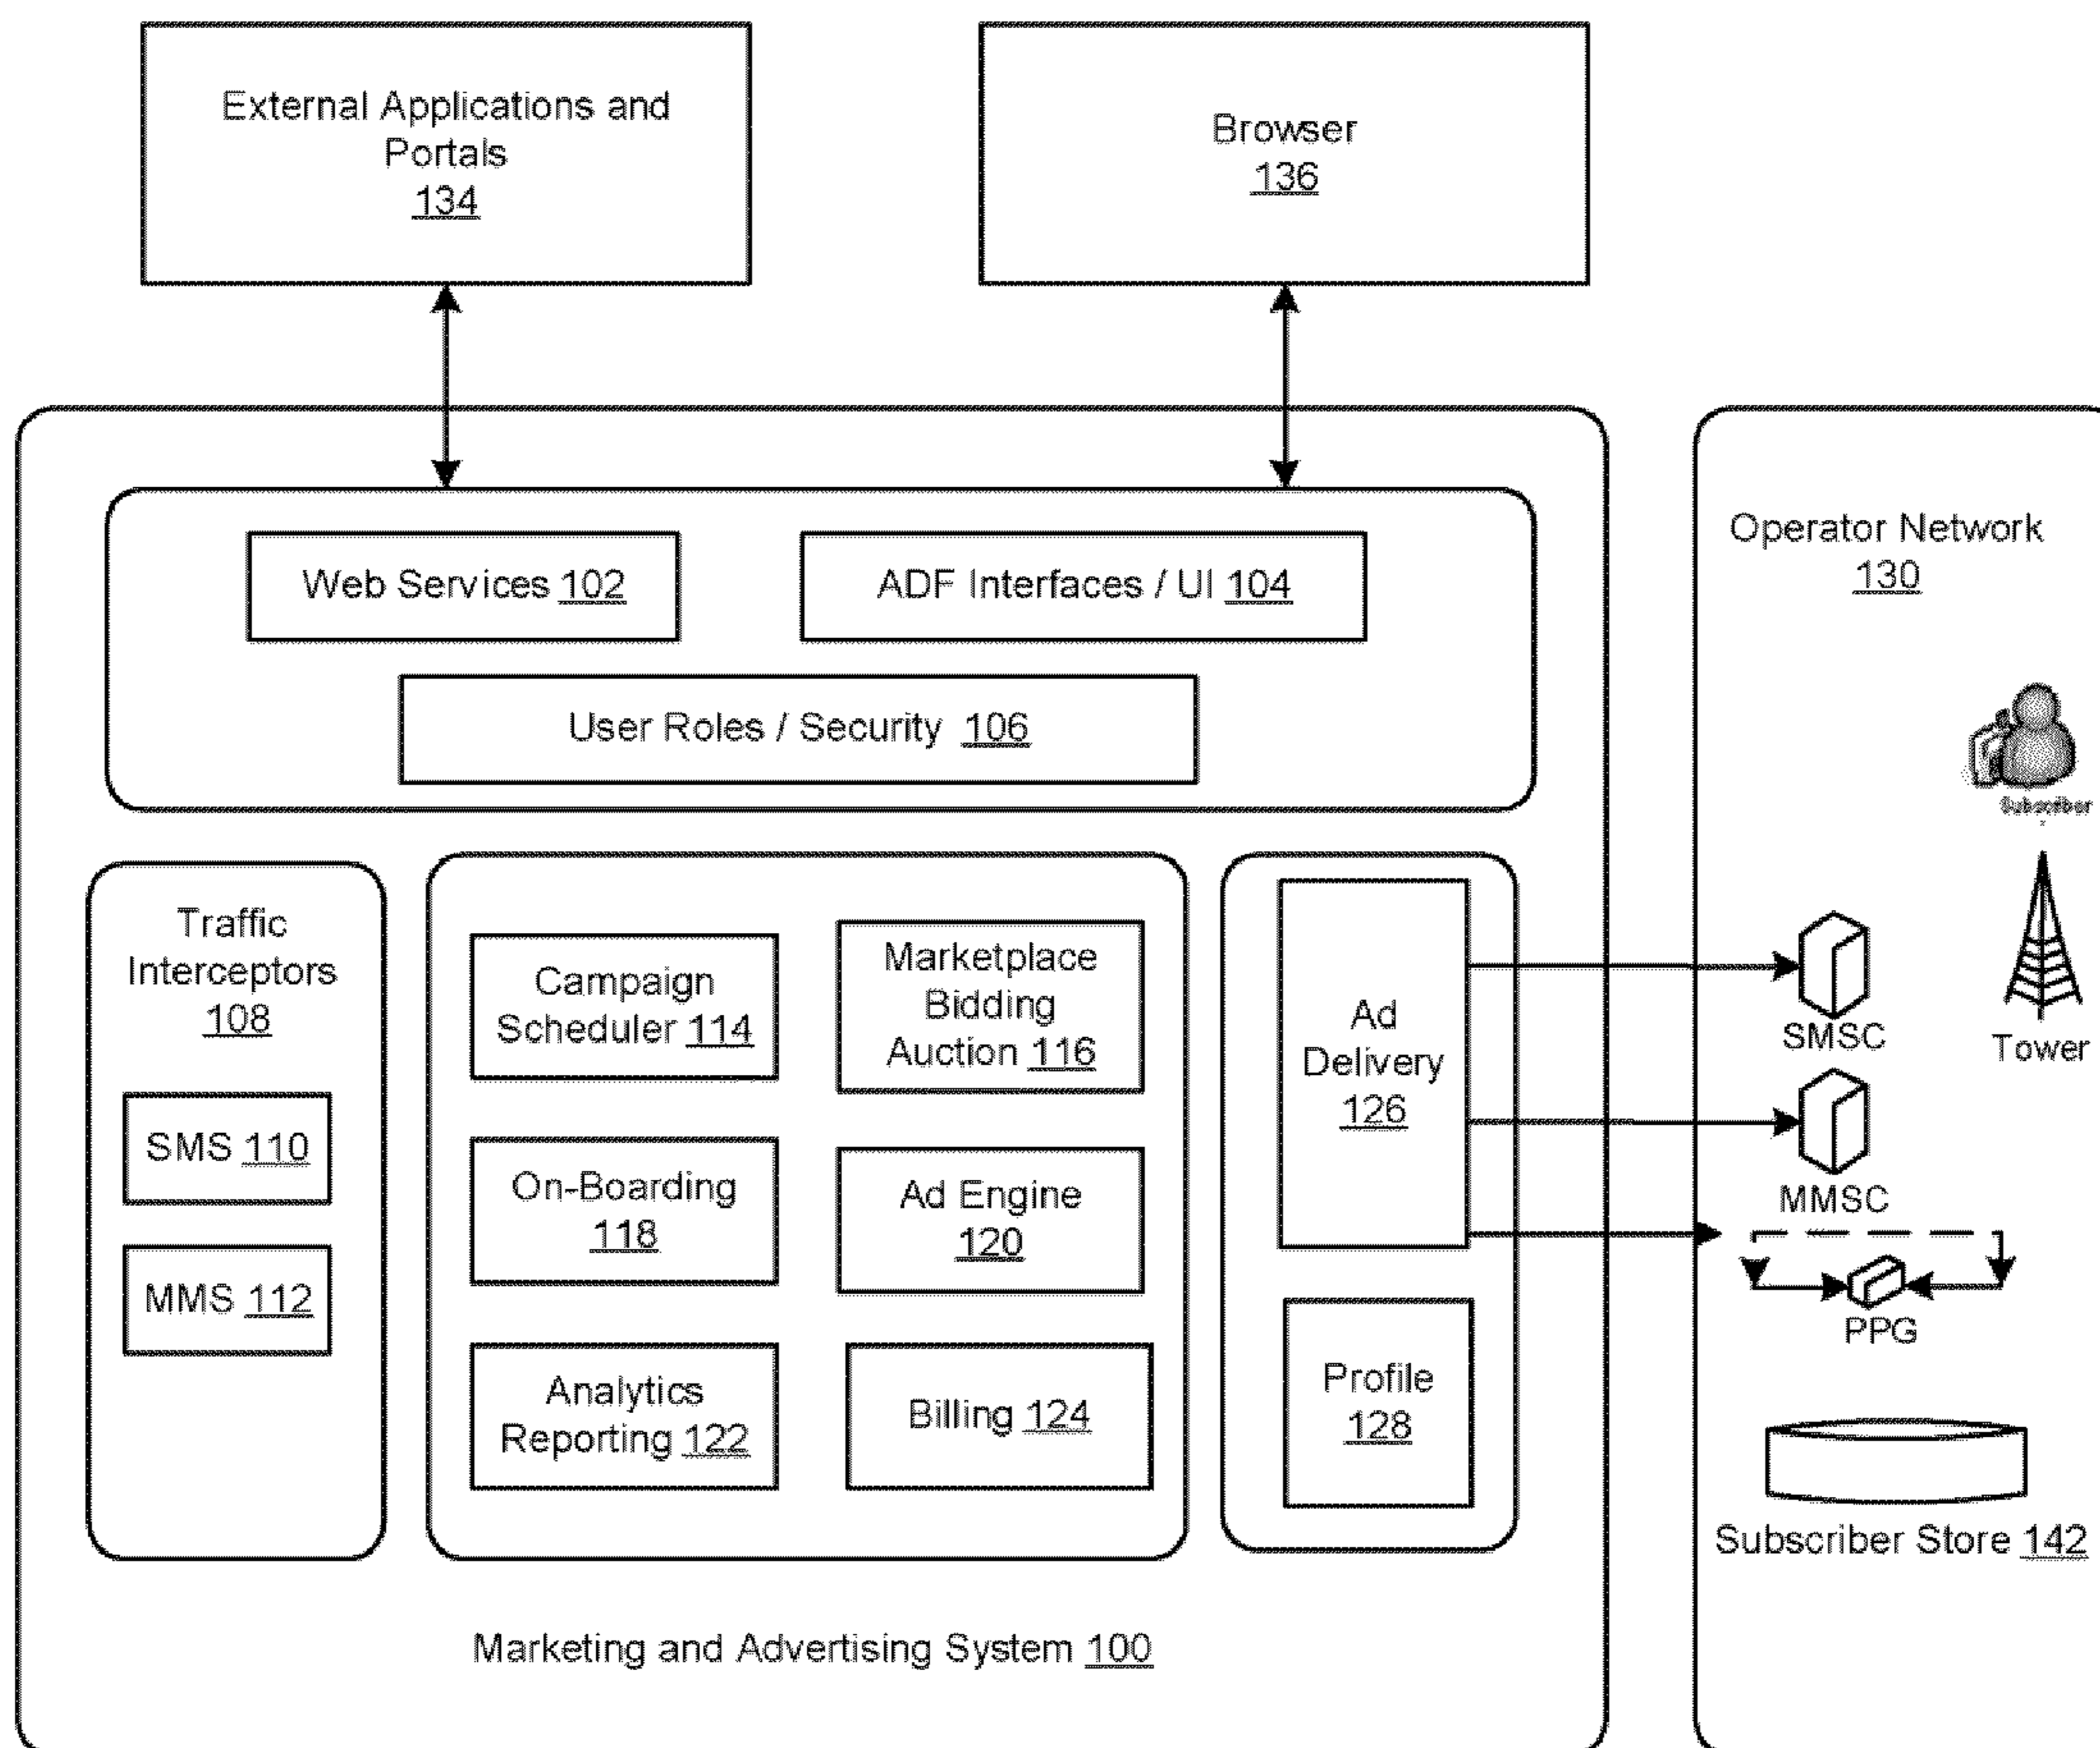 External Applications and
Portals
134
Browser
136
Web Services 102
ADF Interfaces / UI 104
User Roles / Security 106
Operator Network
130
Subscriber
Traffic
Interceptors
108
SMS 110
MMS 112
Campaign
Scheduler 114
Marketplace
Bidding
Auction 116
On-Boarding
118
Ad Engine
120
Analytics
Reporting 122
Billing 124
Ad
Delivery
126
Profile
128
SMSC
Tower
MMSC
PPG
Subscriber Store 142
Marketing and Advertising System 100